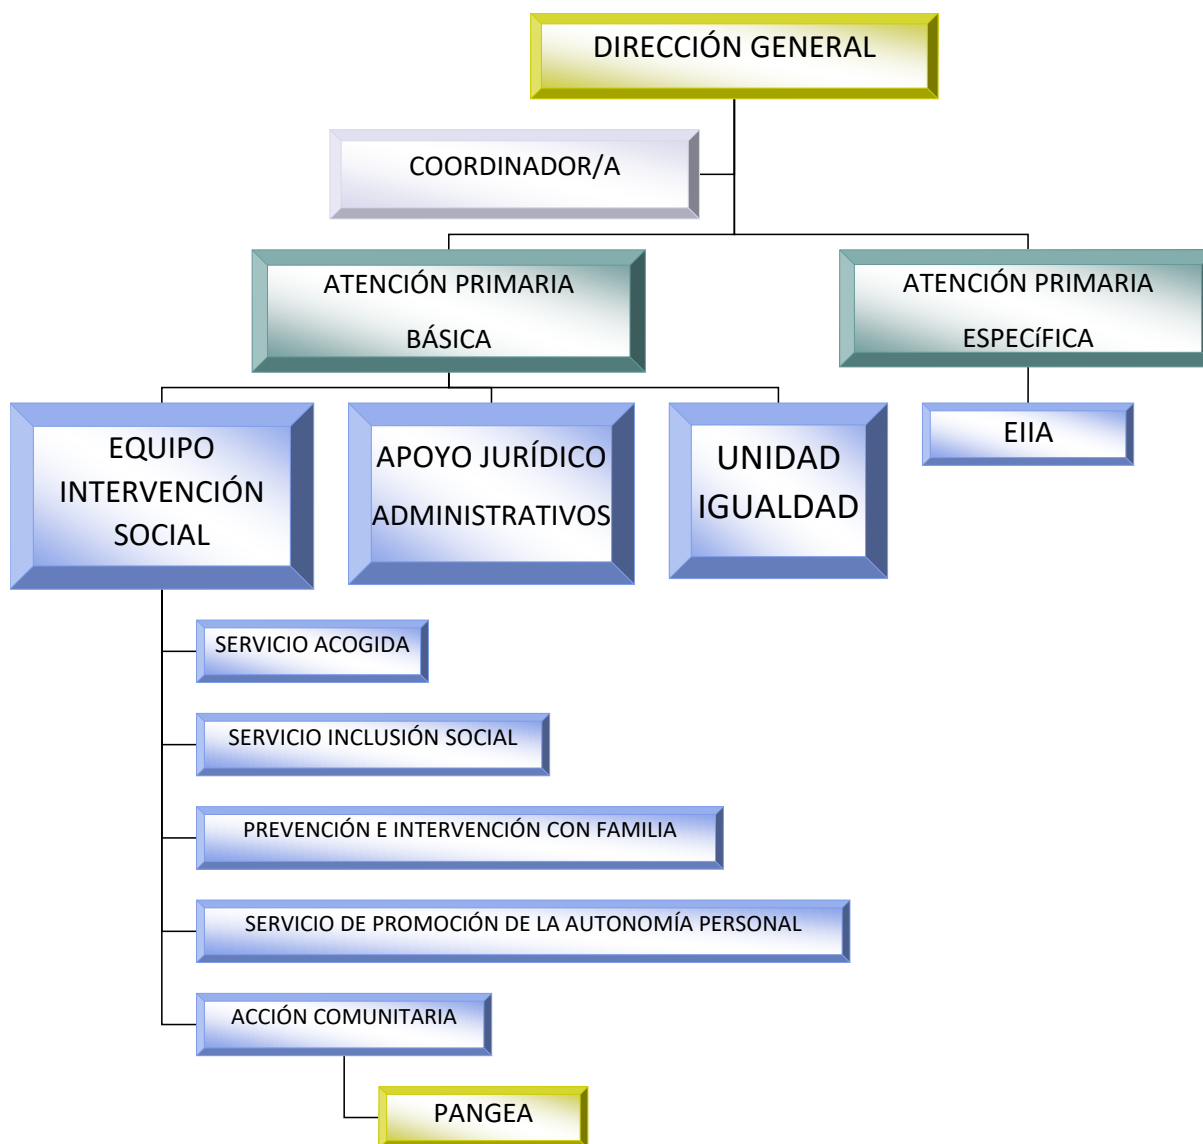 DIRECCIÓN GENERAL
COORDINADOR/A
ATENCIÓN PRIMARIA
BÁSICA
ATENCIÓN PRIMARIA
ESPECíFICA
EQUIPO
INTERVENCIÓN
SOCIAL
APOYO JURÍDICO
ADMINISTRATIVOS
UNIDAD
IGUALDAD
EIIA
SERVICIO ACOGIDA
SERVICIO INCLUSIÓN SOCIAL
PREVENCIÓN E INTERVENCIÓN CON FAMILIA
SERVICIO DE PROMOCIÓN DE LA AUTONOMÍA PERSONAL
ACCIÓN COMUNITARIA
PANGEA